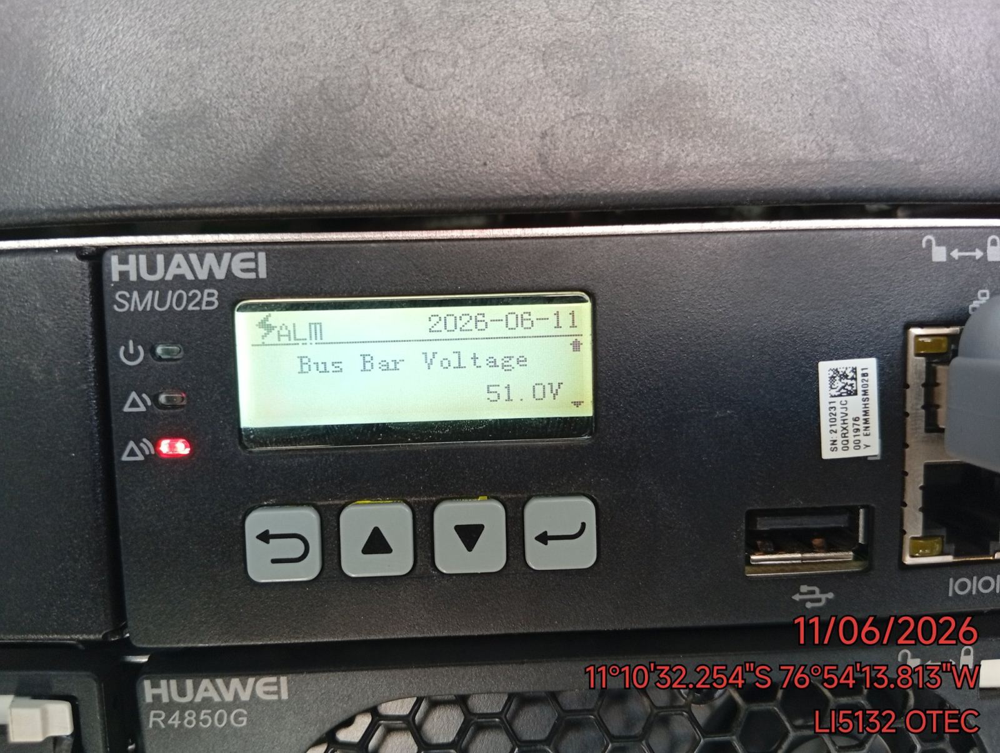 HUAWEI
SMU02B
ALM 2026-06-11
Bus Bar Voltage
51.0V
SN: 210231
0QRXHVJC
001976
Y ENMMHSM02B1
|O|O|
11/06/2026
11°10'32.254"S 76°54'13.813"W
LI5132 OTEC
HUAWEI
R4850G